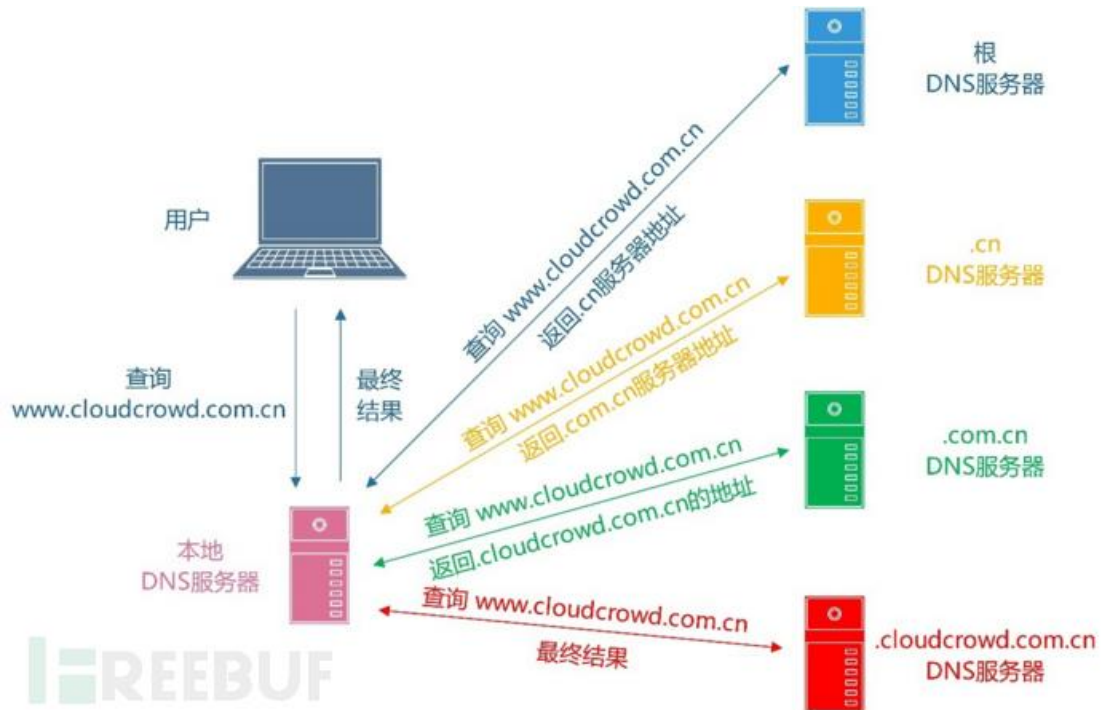 根
DNS服务器
用户
查询 www.cloudcrowd.com.cn
返回.cn服务器地址
.cn
DNS服务器
查询 www.cloudcrowd.com.cn
返回.com.cn服务器地址
查询
www.cloudcrowd.com.cn
最终
结果
.com.cn
DNS服务器
查询 www.cloudcrowd.com.cn
返回.cloudcrowd.com.cn的地址
本地
DNS服务器
查询 www.cloudcrowd.com.cn
最终结果
.cloudcrowd.com.cn
DNS服务器
FREEBUF